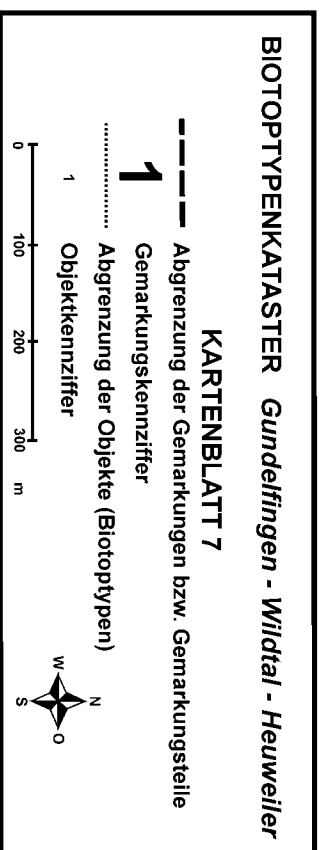 BIOTOPTYPENKATASTER Gundelfingen - Wildtal - Heuweiler
KARTENBLATT 7
Abgrenzung der Gemarkungen bzw. Gemarkungsteile
1 Gemarkungskennziffer
Abgrenzung der Objekte (Biotoptypen)
1 Objektkennziffer
0 100 200 300 m
N
W O
S